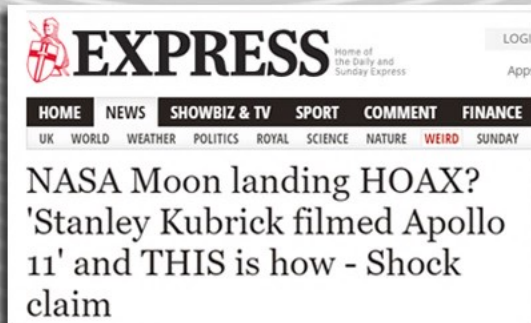 EXPRESS
Home of
the Daily and
Sunday Express
LOGI
App
HOME NEWS SHOWBIZ & TV SPORT COMMENT FINANCE
UK WORLD WEATHER POLITICS ROYAL SCIENCE NATURE WEIRD SUNDAY
NASA Moon landing HOAX?
'Stanley Kubrick filmed Apollo
11' and THIS is how - Shock
claim